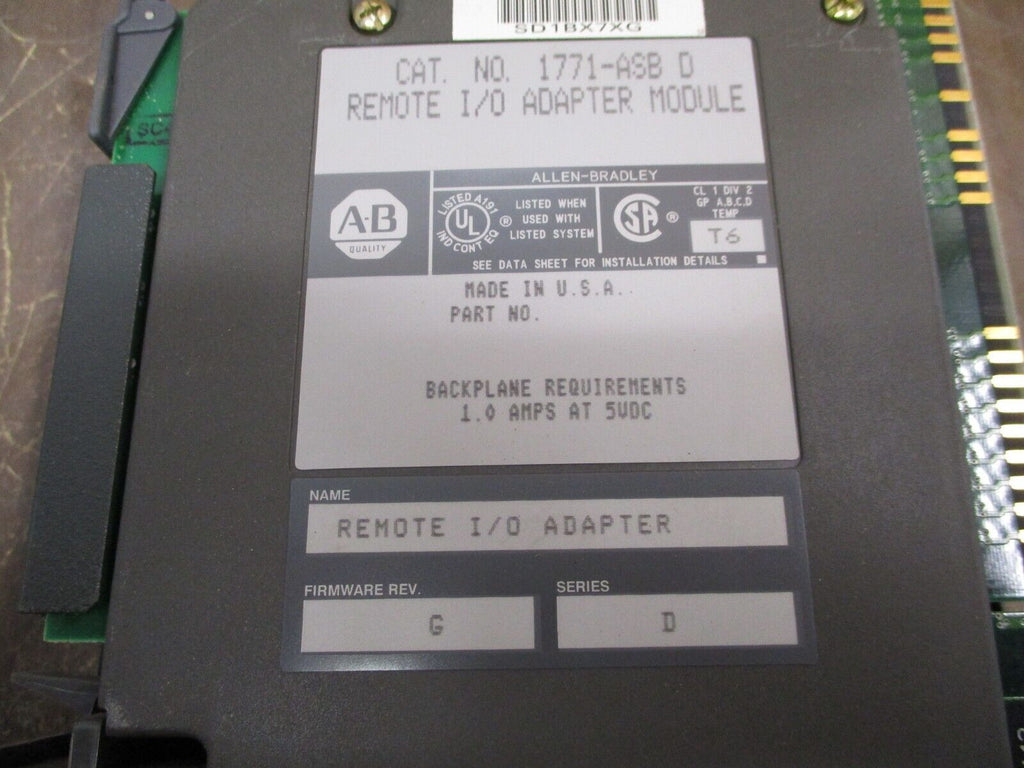 SD1BX7XG
CAT. NO. 1771-ASB D
REMOTE I/O ADAPTER MODULE
ALLEN-BRADLEY
A-B
QUALITY
LISTED A191
UL
®
IND CONT EQ
LISTED WHEN
USED WITH
LISTED SYSTEM
SA
®
CL 1 DIV 2
GP A,B,C,D
TEMP
T6
SEE DATA SHEET FOR INSTALLATION DETAILS
MADE IN U.S.A.
PART NO.
BACKPLANE REQUIREMENTS
1.0 AMPS AT 5VDC
NAME
REMOTE I/O ADAPTER
FIRMWARE REV.
G
SERIES
D